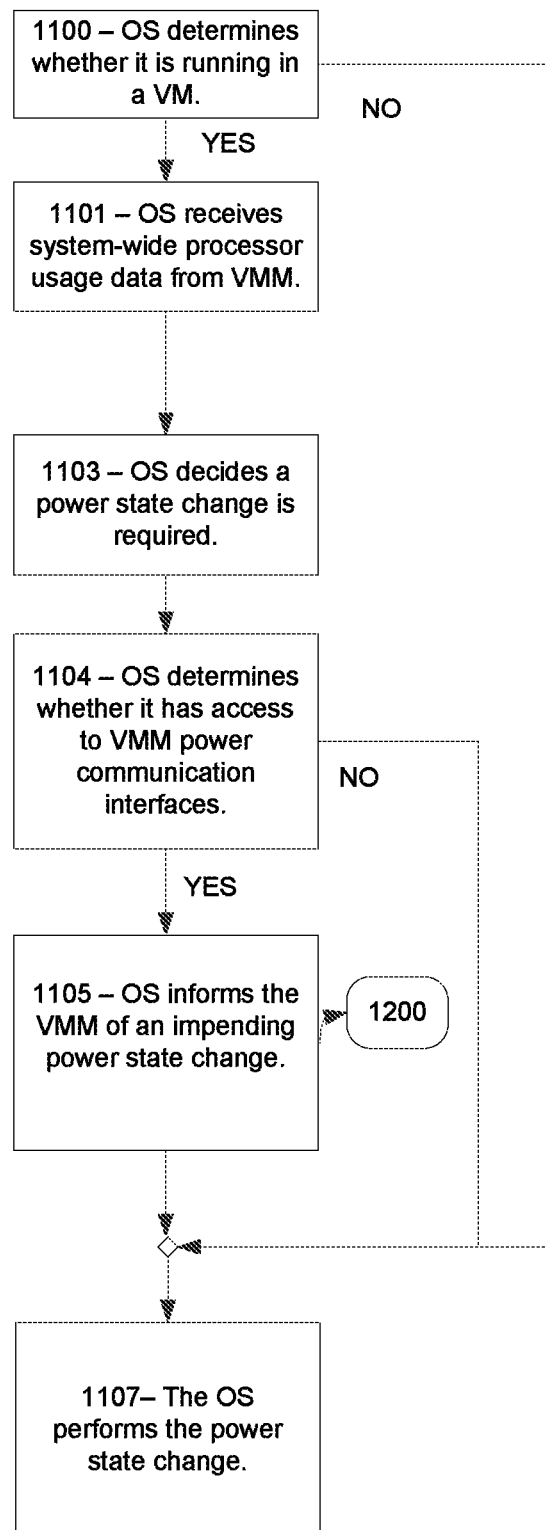 1100 – OS determines
whether it is running in
a VM.
NO
YES
1101 – OS receives
system-wide processor
usage data from VMM.
1103 – OS decides a
power state change is
required.
1104 – OS determines
whether it has access
to VMM power
communication
interfaces.
NO
YES
1105 – OS informs the
VMM of an impending
power state change.
1200
1107– The OS
performs the power
state change.